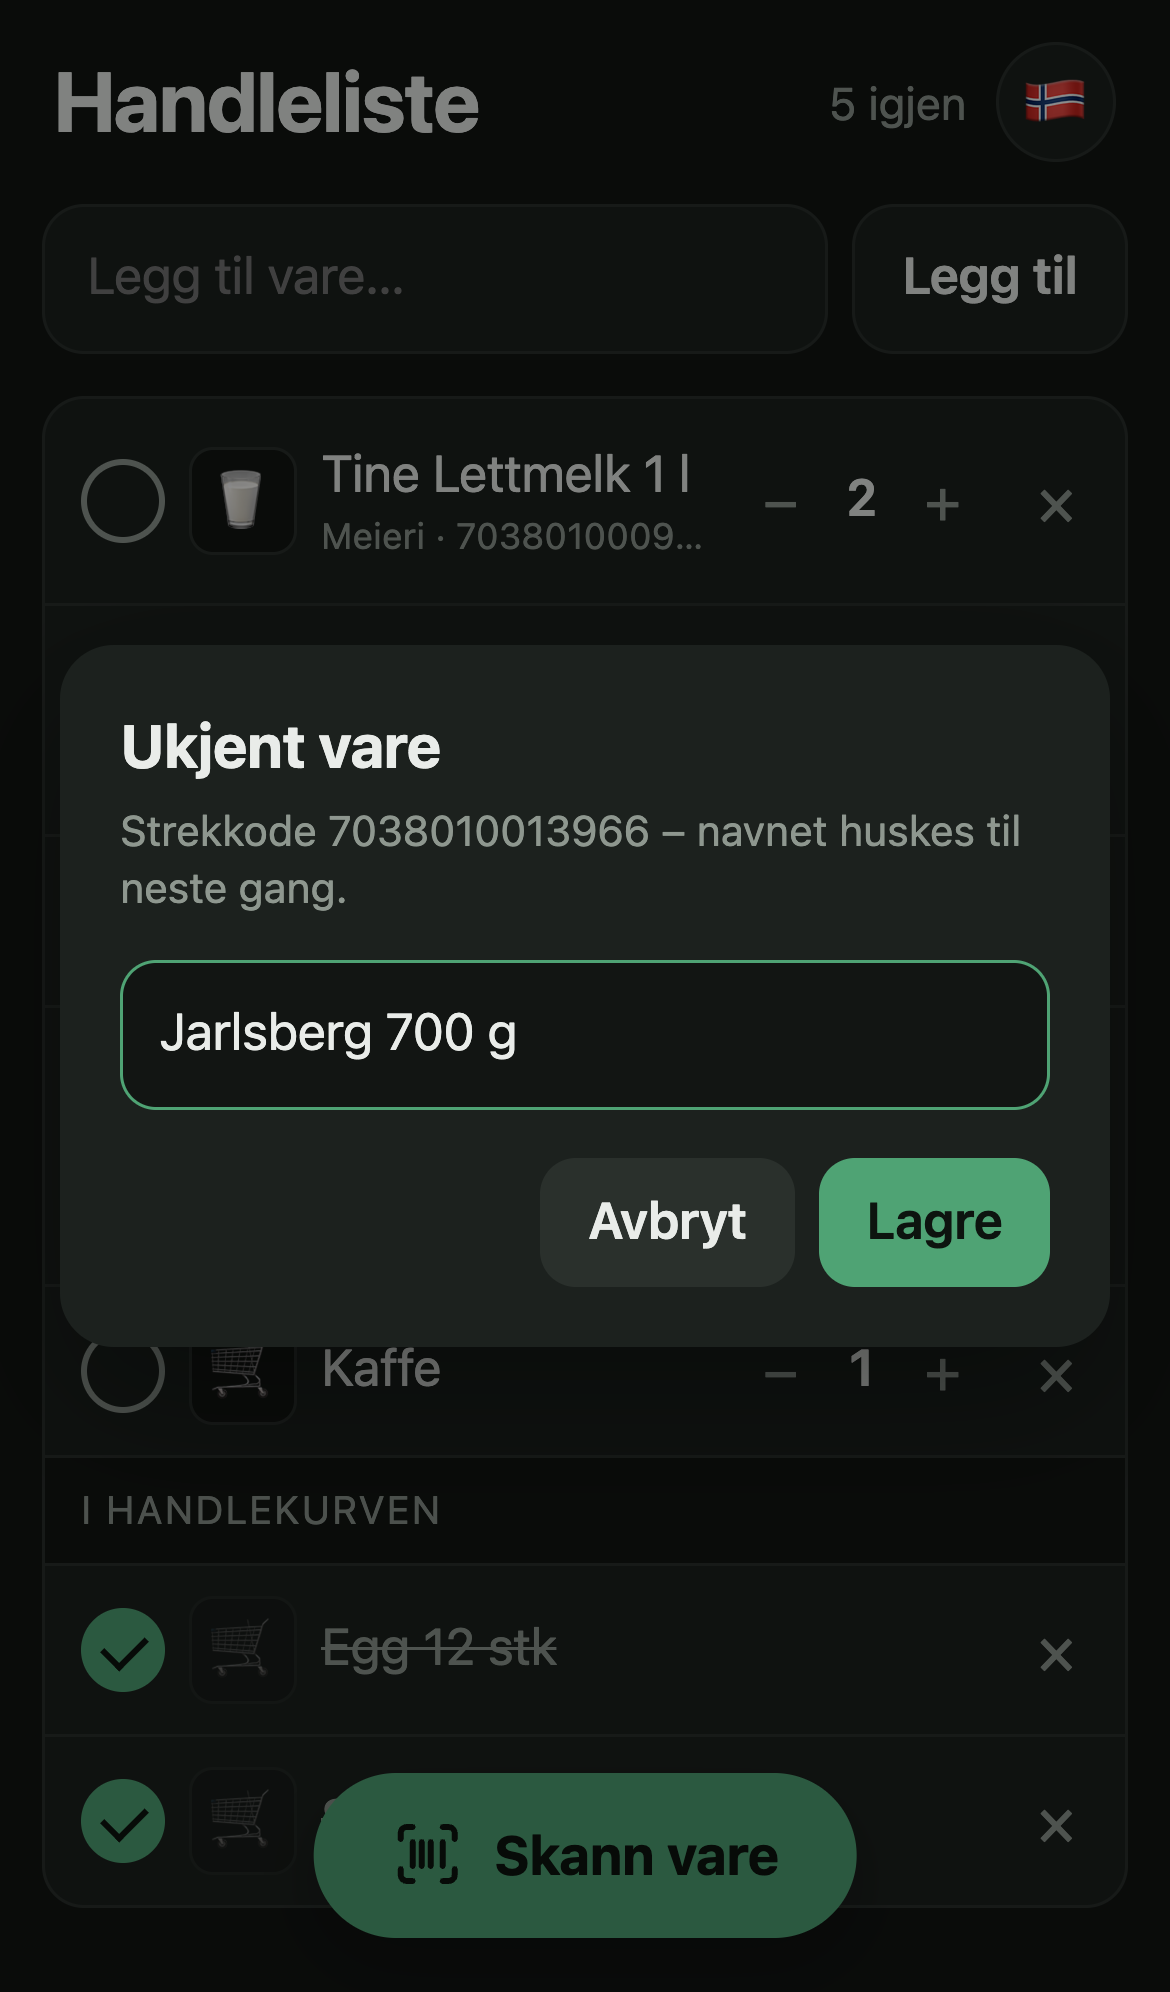 Handleliste
5 igjen
Legg til vare...
Legg til
Tine Lettmelk 1 l
Meieri · 7038010009...
2
Ukjent vare
Strekkode 7038010013966 – navnet huskes til
neste gang.
Jarlsberg 700 g
Avbryt
Lagre
Kaffe
1
I HANDLEKURVEN
Egg 12 stk
Skann vare